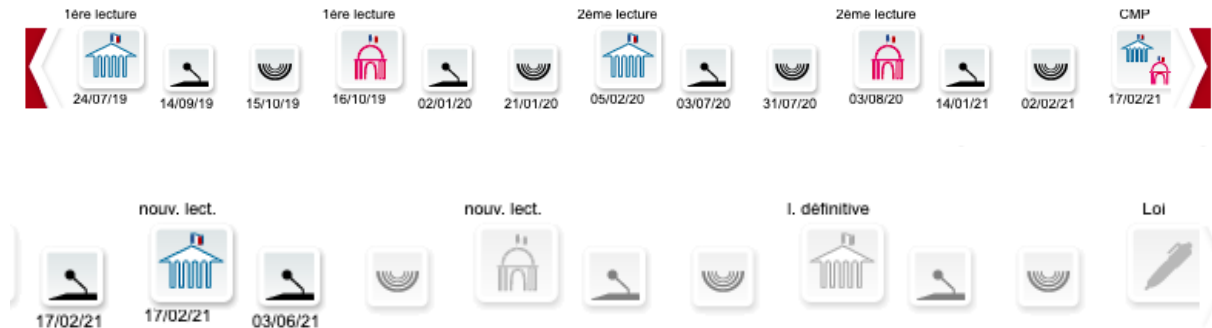 1ère lecture 1ère lecture 2ème lecture 2ème lecture CMP
24/07/19 14/09/19 15/10/19 16/10/19 02/01/20 21/01/20 05/02/20 03/07/20 31/07/20 03/08/20 14/01/21 02/02/21 17/02/21
nouv. lect. nouv. lect. l. définitive Loi
17/02/21 17/02/21 03/06/21